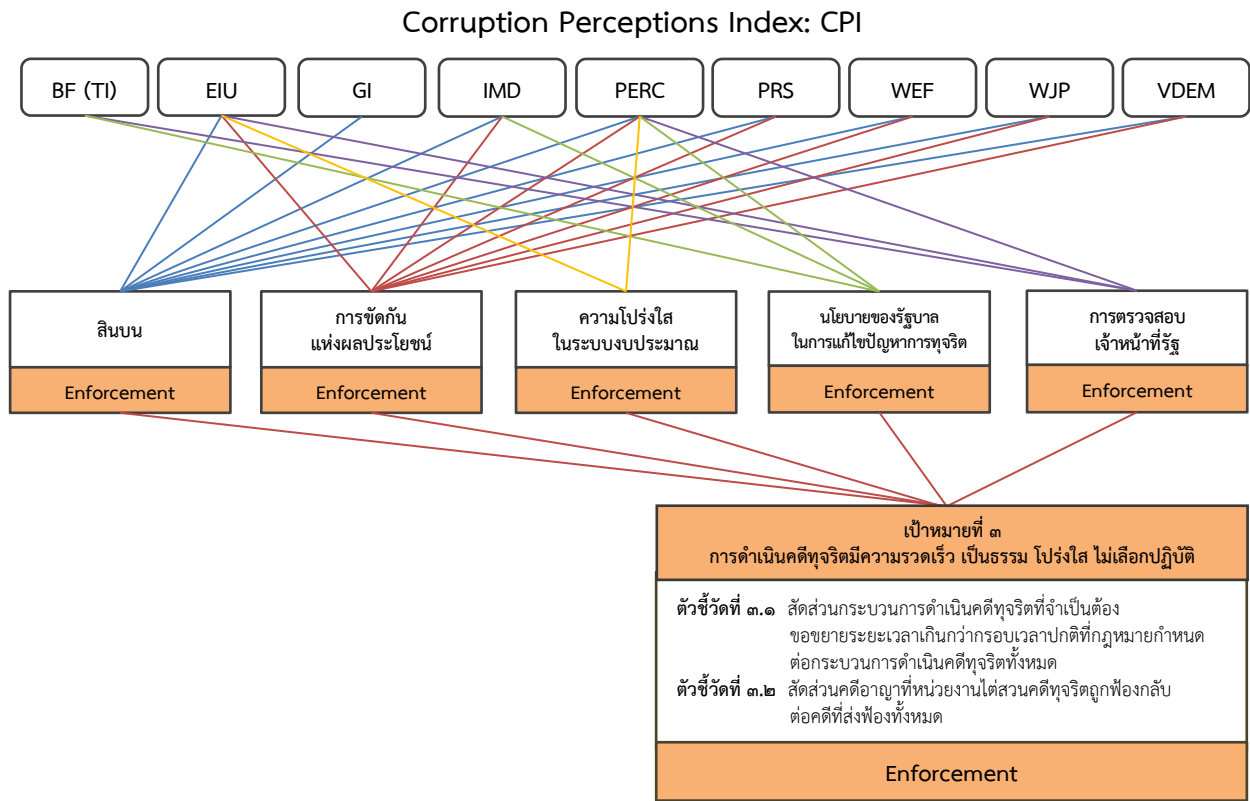 Corruption Perceptions Index: CPI
BF (TI)
EIU
GI
IMD
PERC
PRS
WEF
WJP
VDEM
สินบน
Enforcement
การขัดกัน
แห่งผลประโยชน์
Enforcement
ความโปร่งใส
ในระบบงบประมาณ
Enforcement
นโยบายของรัฐบาล
ในการแก้ไขปัญหาการทุจริต
Enforcement
การตรวจสอบ
เจ้าหน้าที่รัฐ
Enforcement
เป้าหมายที่ ๓
การดำเนินคดีทุจริตมีความรวดเร็ว เป็นธรรม โปร่งใส ไม่เลือกปฏิบัติ
ตัวชี้วัดที่ ๓.๑ สัดส่วนกระบวนการดำเนินคดีทุจริตที่จำเป็นต้อง
ขอขยายระยะเวลาเกินกว่ากรอบเวลาปกติที่กฎหมายกำหนด
ต่อกระบวนการดำเนินคดีทุจริตทั้งหมด
ตัวชี้วัดที่ ๓.๒ สัดส่วนคดีอาญาที่หน่วยงานไต่สวนคดีทุจริตถูกฟ้องกลับ
ต่อคดีที่ส่งฟ้องทั้งหมด
Enforcement